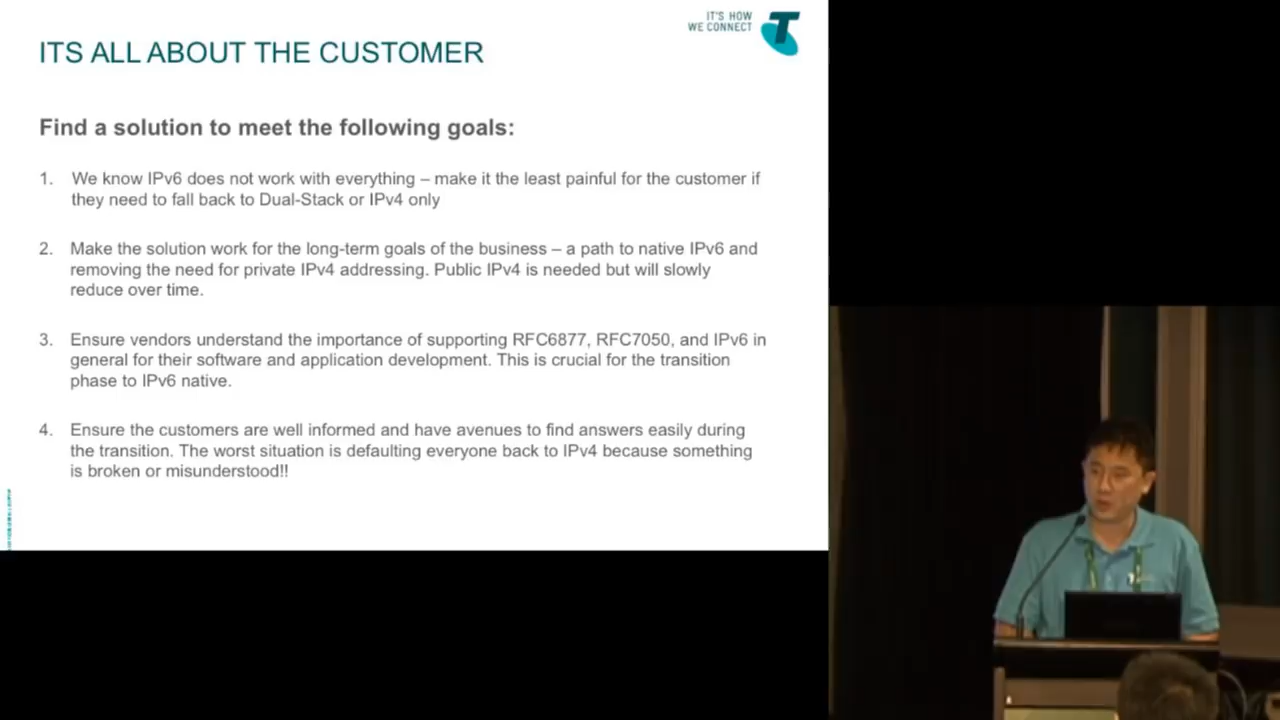 IT'S HOW
WE CONNECT
ITS ALL ABOUT THE CUSTOMER
Find a solution to meet the following goals:
1. We know IPv6 does not work with everything – make it the least painful for the customer if
they need to fall back to Dual-Stack or IPv4 only
2. Make the solution work for the long-term goals of the business – a path to native IPv6 and
removing the need for private IPv4 addressing. Public IPv4 is needed but will slowly
reduce over time.
3. Ensure vendors understand the importance of supporting RFC6877, RFC7050, and IPv6 in
general for their software and application development. This is crucial for the transition
phase to IPv6 native.
4. Ensure the customers are well informed and have avenues to find answers easily during
the transition. The worst situation is defaulting everyone back to IPv4 because something
is broken or misunderstood!!